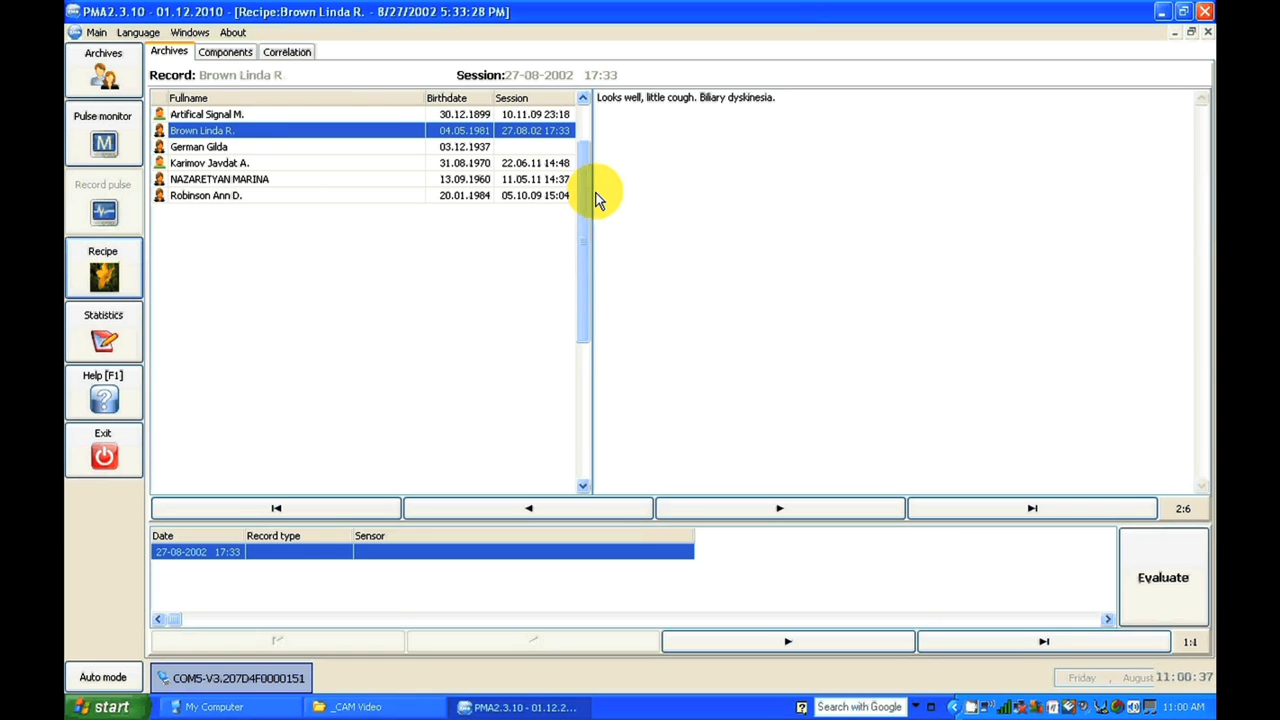 PMA2.3.10 - 01.12.2010 - [Recipe:Brown Linda R. - 8/27/2002 5:33:28 PM]
Main Language Windows About
Archives
Pulse monitor
M
Record pulse
Recipe
Statistics
Help [F1]
?
Exit
Auto mode
Archives Components Correlation
Record: Brown Linda R Session: 27-08-2002 17:33
Fullname Birthdate Session
Artifical Signal M. 30.12.1899 10.11.09 23:18
Brown Linda R. 04.05.1981 27.08.02 17:33
German Gilda 03.12.1937
Karimov Javdat A. 31.08.1970 22.06.11 14:48
NAZARETYAN MARINA 13.09.1960 11.05.11 14:37
Robinson Ann D. 20.01.1984 05.10.09 15:04
Looks well, little cough. Biliary dyskinesia.
2:6
Date Record type Sensor
27-08-2002 17:33
Evaluate
1:1
COM5-V3.207D4F0000151
Friday , August 11:00:37
start My Computer _CAM Video PMA2.3.10 - 01.12.2... Search with Google 11:00 AM